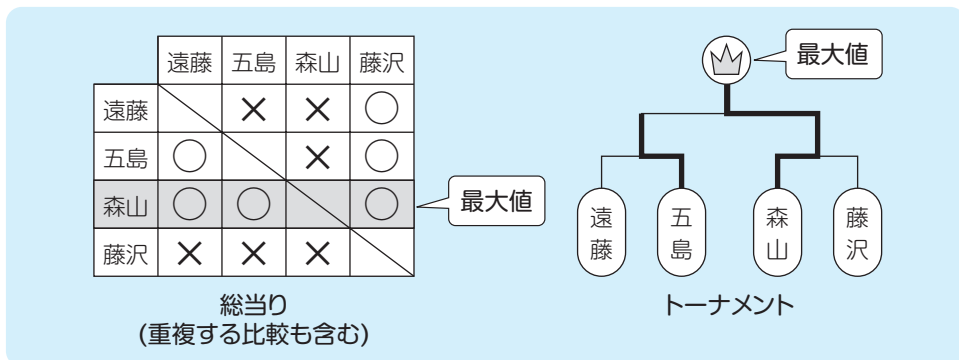 遠藤 五島 森山 藤沢
遠藤 × × ○
五島 ○ × ○
森山 ○ ○ ○
藤沢 × × ×
最大値
総当り
(重複する比較も含む)
最大値
遠藤
五島
森山
藤沢
トーナメント